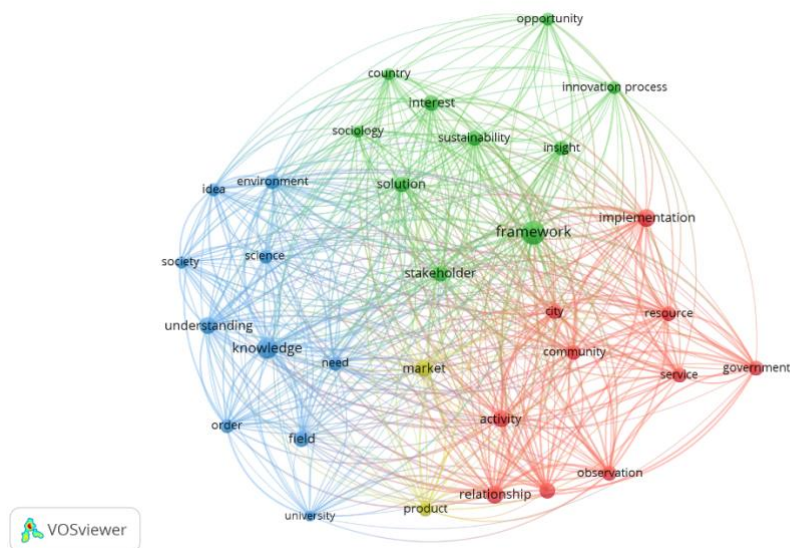 opportunity
country
innovation process
interest
sociology
sustainability
insight
solution
environment
idea
implementation
framework
science
society
stakeholder
city
resource
understanding
knowledge
community
need
market
service
government
activity
order
field
observation
relationship
product
university
VOSviewer